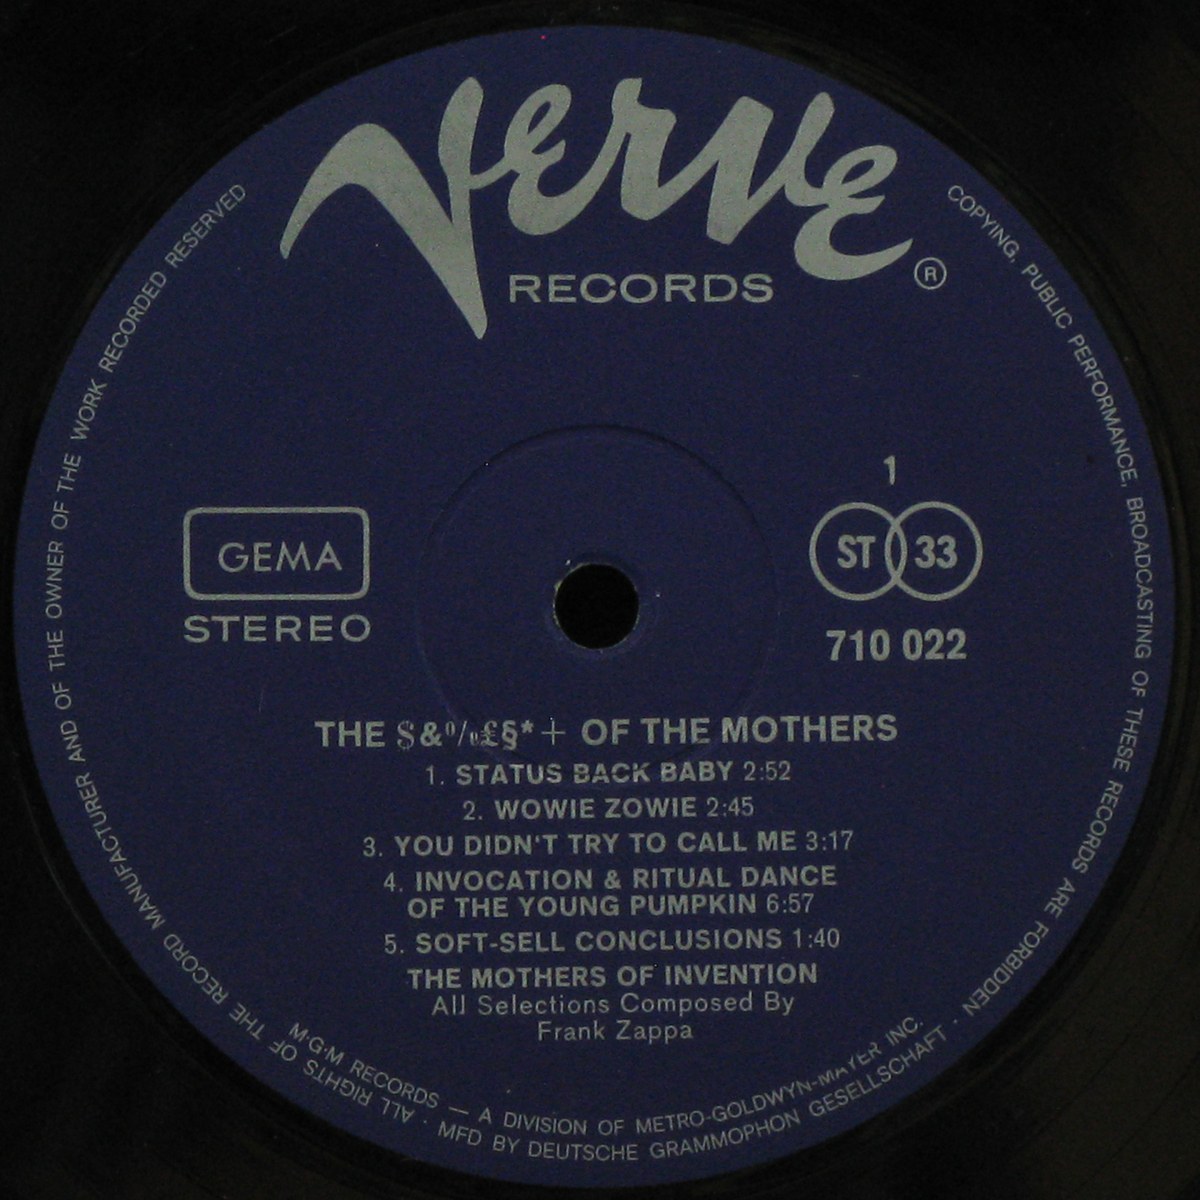 Verve
RECORDS
®
1
ST 33
710 022
GEMA
STEREO
THE $&%£§*+ OF THE MOTHERS
1. STATUS BACK BABY 2:52
2. WOWIE ZOWIE 2:45
3. YOU DIDN'T TRY TO CALL ME 3:17
4. INVOCATION & RITUAL DANCE
OF THE YOUNG PUMPKIN 6:57
5. SOFT-SELL CONCLUSIONS 1:40
THE MOTHERS OF INVENTION
All Selections Composed By
Frank Zappa
M·G·M RECORDS — A DIVISION OF METRO-GOLDWYN-MAYER INC.
ALL RIGHTS OF THE RECORD MANUFACTURER AND OF THE OWNER OF THE WORK RECORDED RESERVED
COPYING, PUBLIC PERFORMANCE, BROADCASTING OF THESE RECORDS ARE FORBIDDEN · MFD BY DEUTSCHE GRAMMOPHON GESELLSCHAFT ·